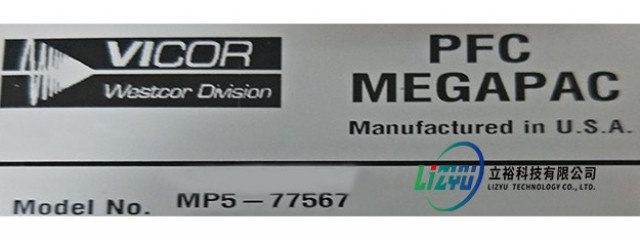 VICOR
Westcor Division
PFC
MEGAPAC
Manufactured in U.S.A.
LIZYU
立裕科技有限公司
LIZYU TECHNOLOGY CO., LTD.
Model No. MP5-77567